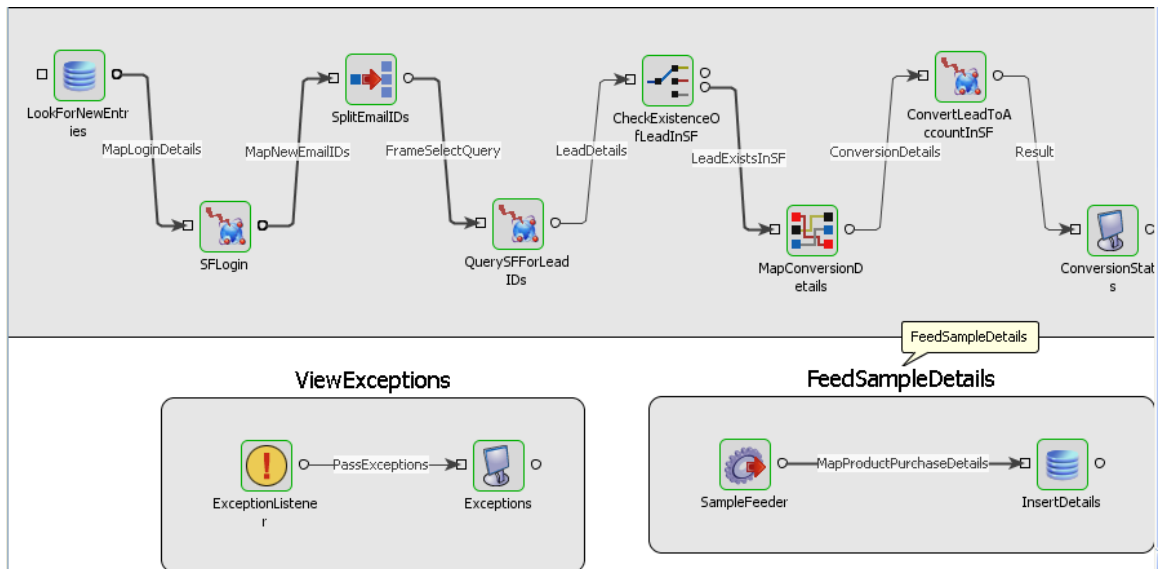 LookForNewEntr
ies
MapLoginDetails
SFLogin
MapNewEmailIDs
SplitEmailIDs
FrameSelectQuery
QuerySFForLead
IDs
LeadDetails
CheckExistenceO
fLeadInSF
LeadExistsInSF
MapConversionD
etails
ConversionDetails
ConvertLeadToA
ccountInSF
Result
ConversionStat
s
FeedSampleDetails
ViewExceptions
ExceptionListene
r
PassExceptions
Exceptions
FeedSampleDetails
SampleFeeder
MapProductPurchaseDetails
InsertDetails